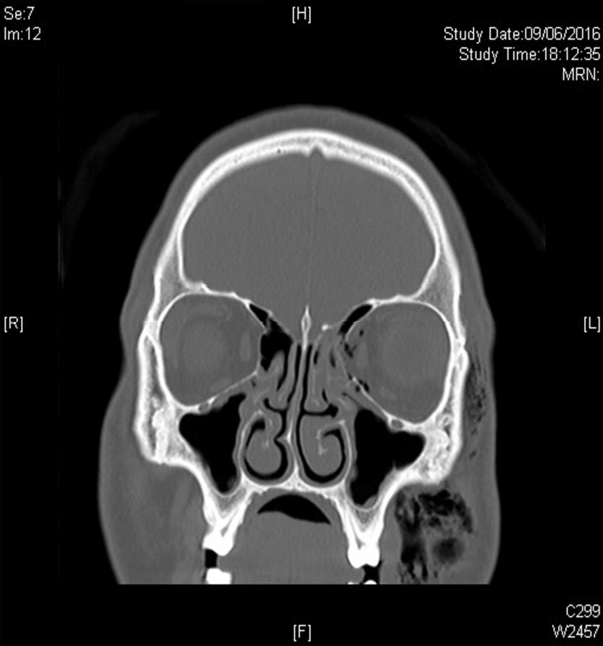 Se:7
Im:12
[H]
Study Date:09/06/2016
Study Time:18:12:35
MRN:
[R]
[L]
[F]
C299
W2457